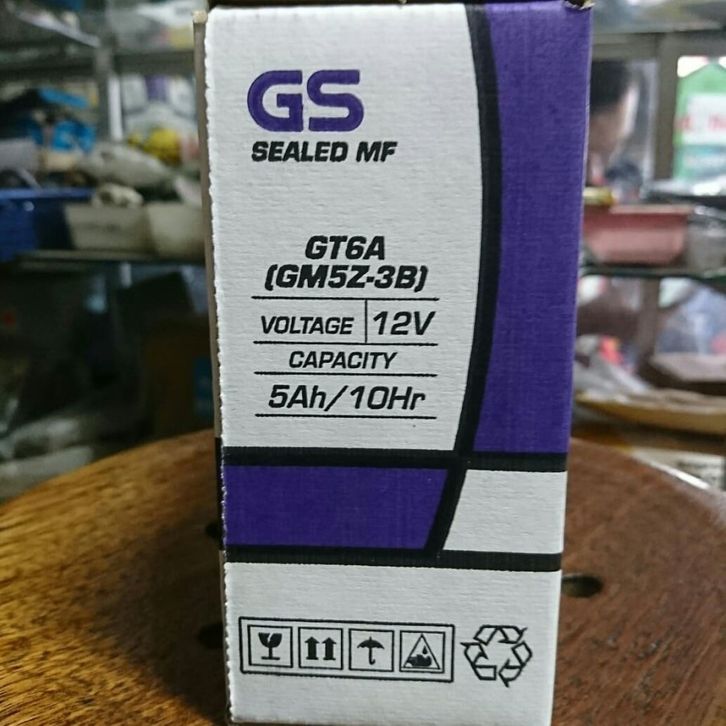 GS
SEALED MF
GT6A
(GM5Z-3B)
VOLTAGE 12V
CAPACITY
5Ah/10Hr